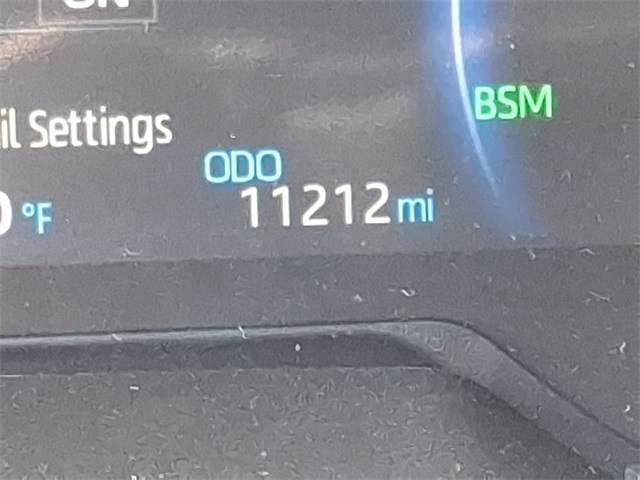 il Settings
BSM
ODO
11212 mi
°F